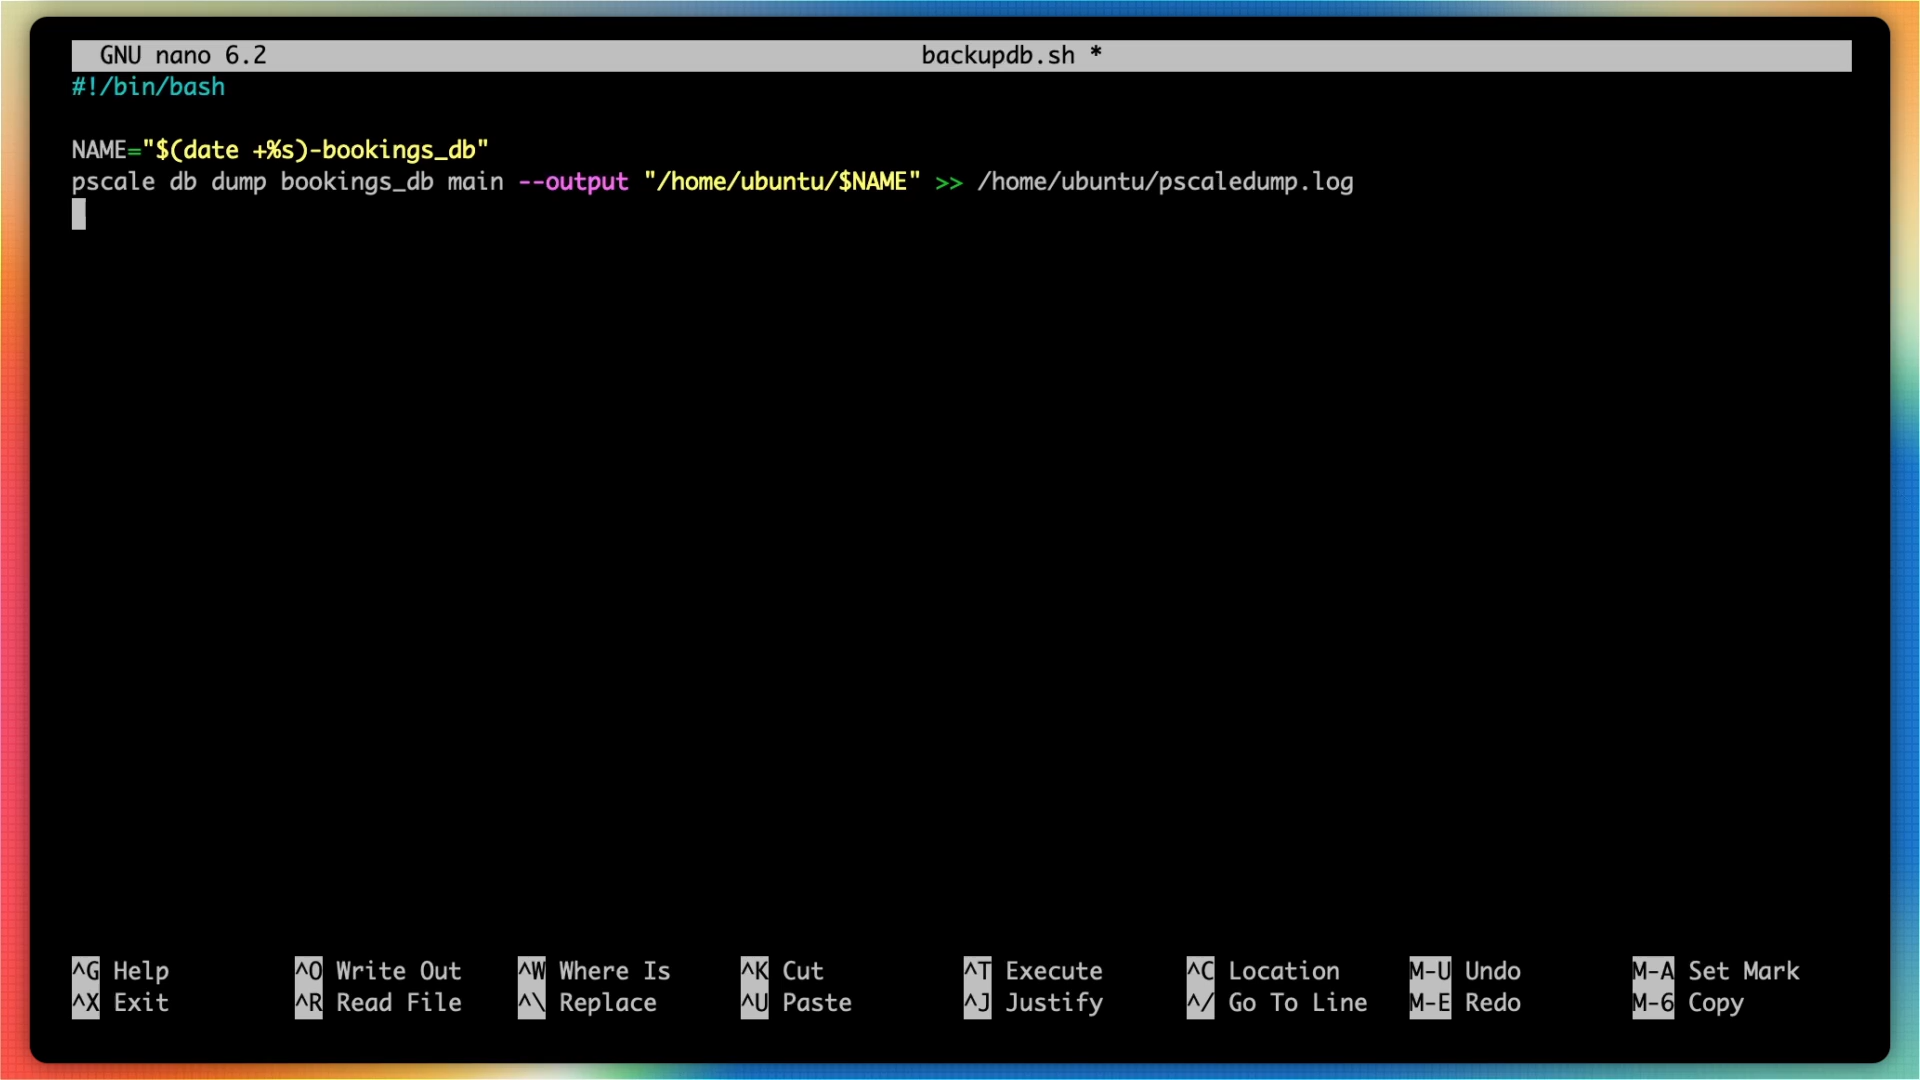 GNU nano 6.2 backupdb.sh *
#!/bin/bash
NAME="$(date +%s)-bookings_db"
pscale db dump bookings_db main --output "/home/ubuntu/$NAME" >> /home/ubuntu/pscaledump.log
^G Help ^O Write Out ^W Where Is ^K Cut ^T Execute ^C Location M-U Undo M-A Set Mark
^X Exit ^R Read File ^\ Replace ^U Paste ^J Justify ^/ Go To Line M-E Redo M-6 Copy